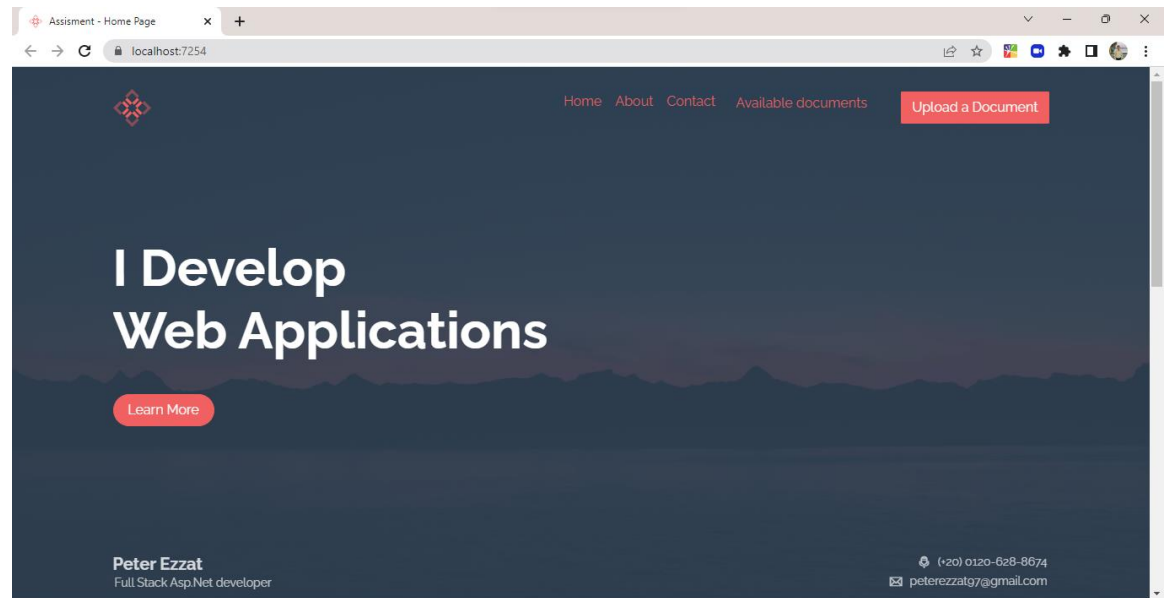 Assisment - Home Page
localhost:7254
Home About Contact Available documents Upload a Document
I Develop
Web Applications
Learn More
Peter Ezzat
Full Stack Asp.Net developer
(+20) 0120-628-8674
peterezzat97@gmail.com